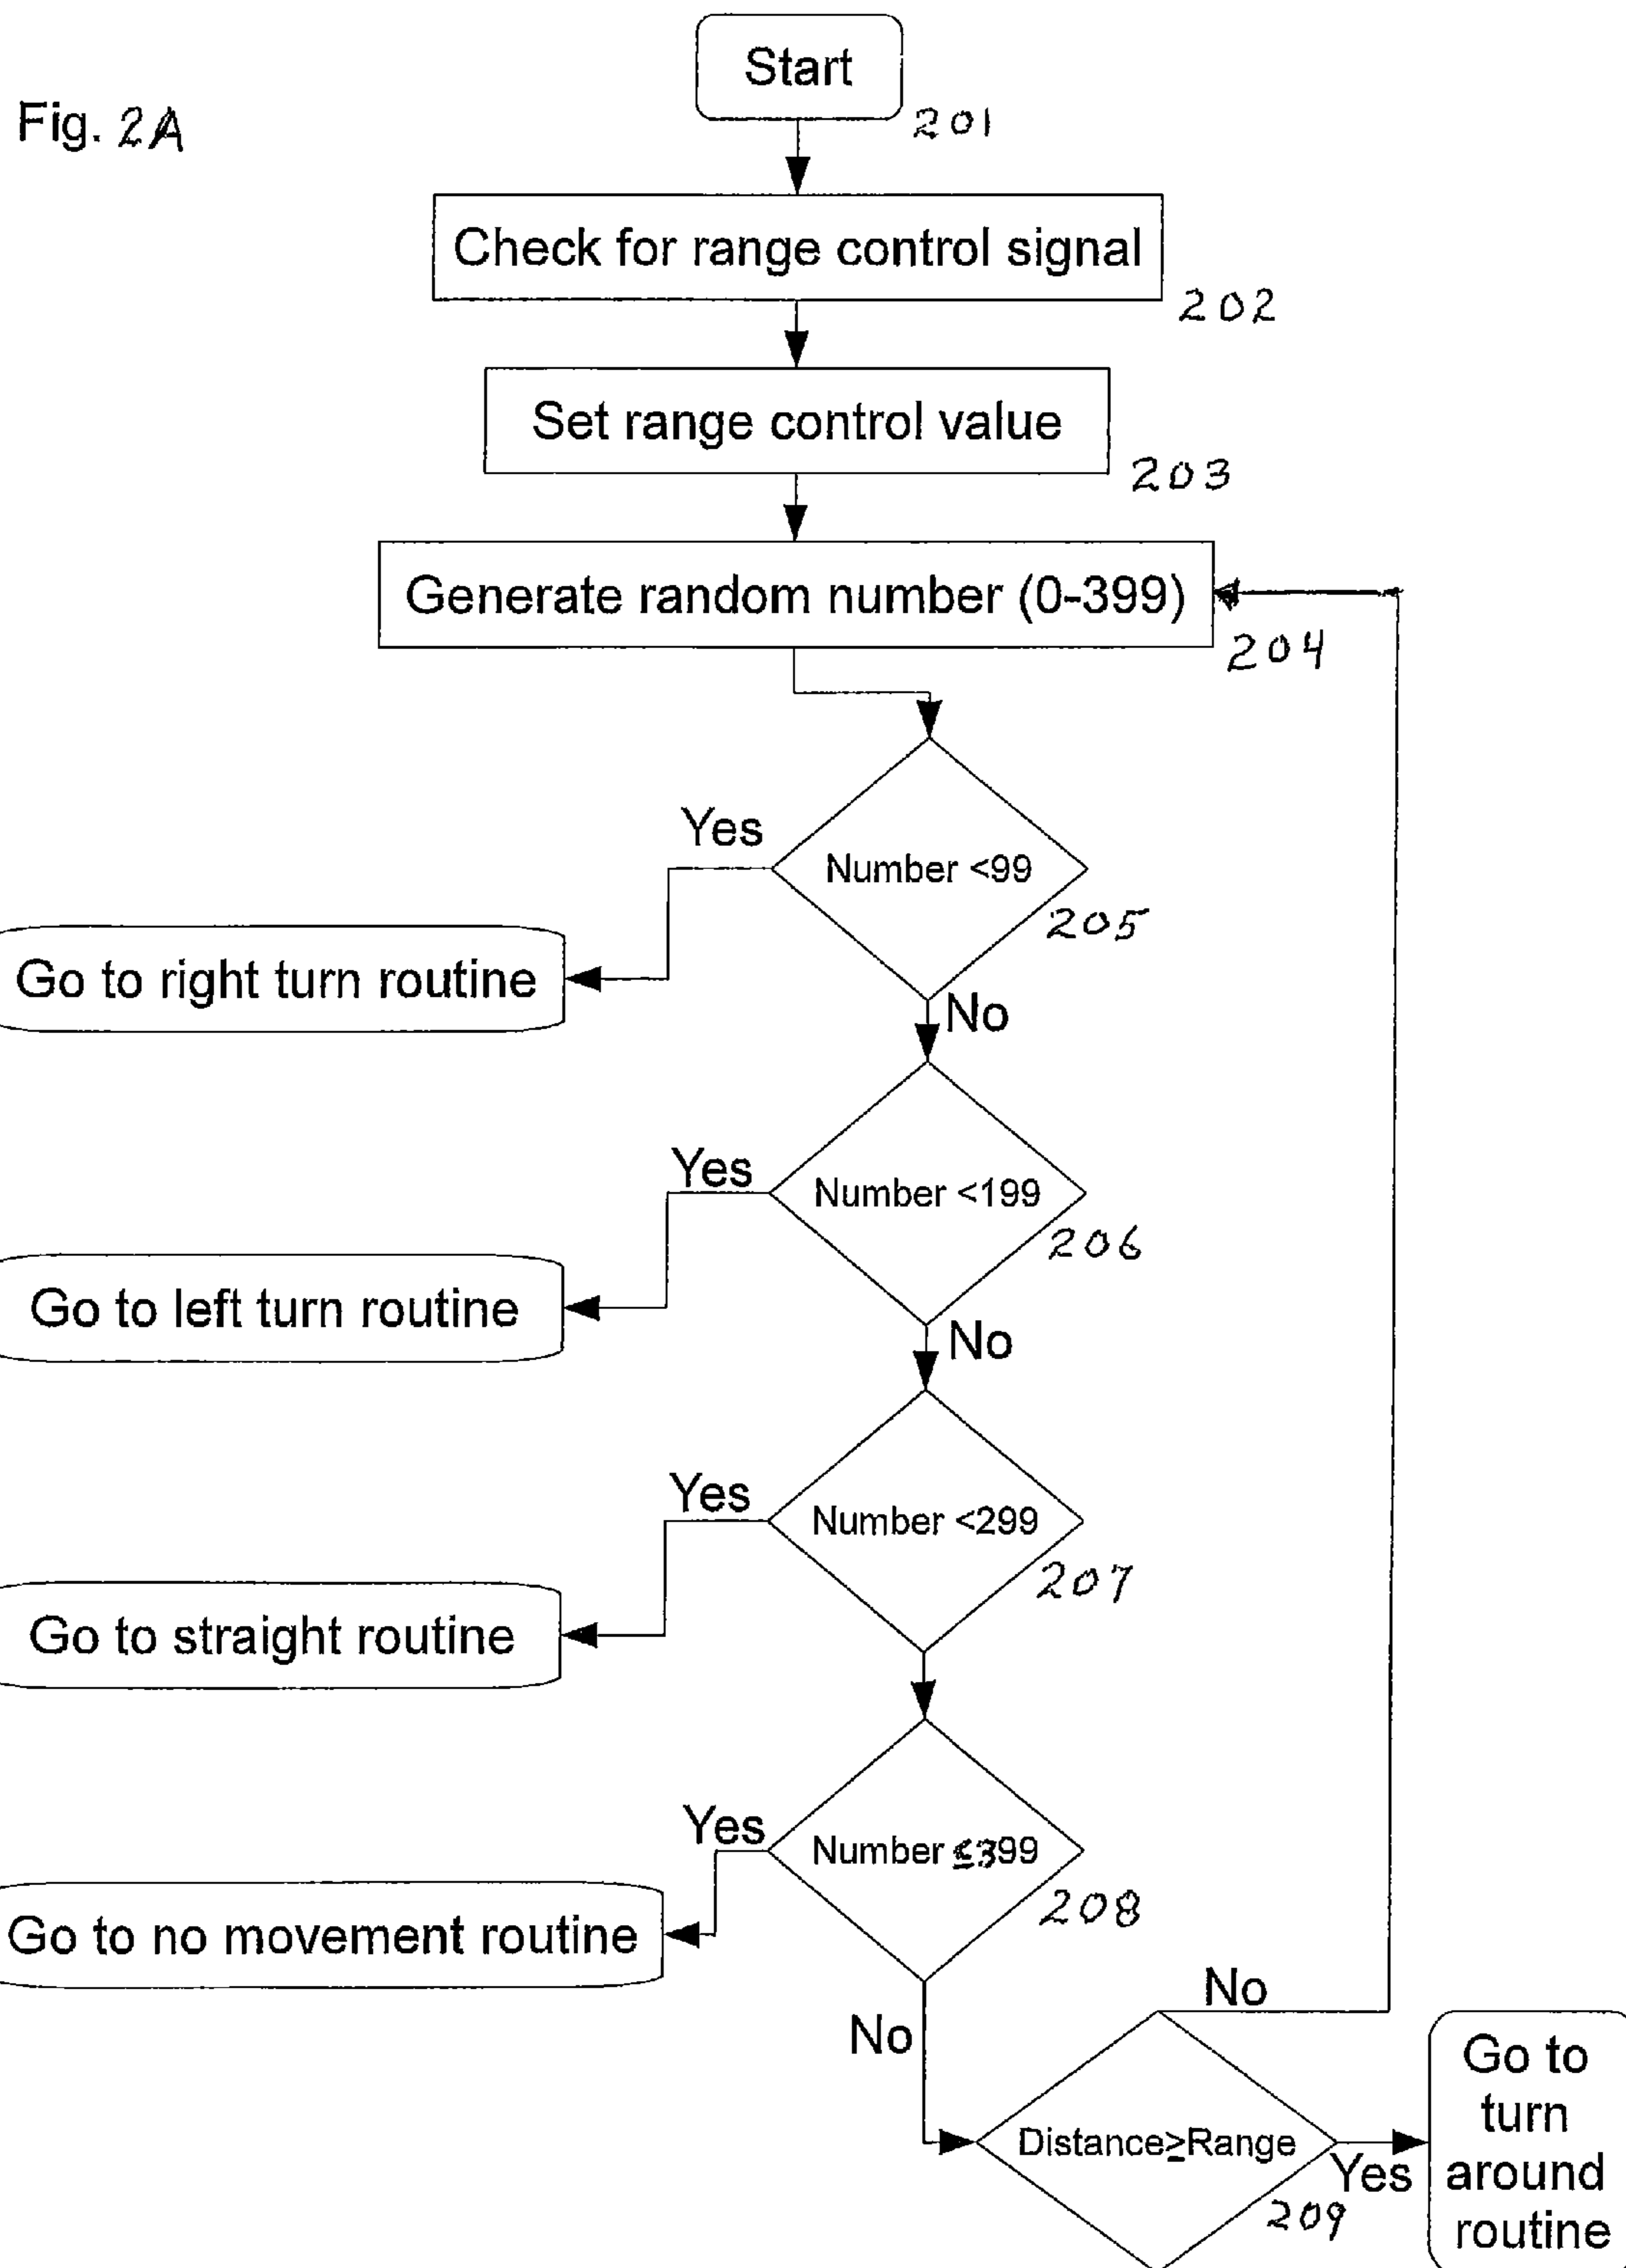 Start
Fig. 2A
201
Check for range control signal
202
Set range control value
203
Generate random number (0-399)
204
Yes
Number <99
205
Go to right turn routine
No
Yes
Number <199
206
Go to left turn routine
No
Yes
Number <299
207
Go to straight routine
Yes
Number ≤399
208
Go to no movement routine
No
No
Go to
turn
around
routine
Distance≥Range
Yes
209